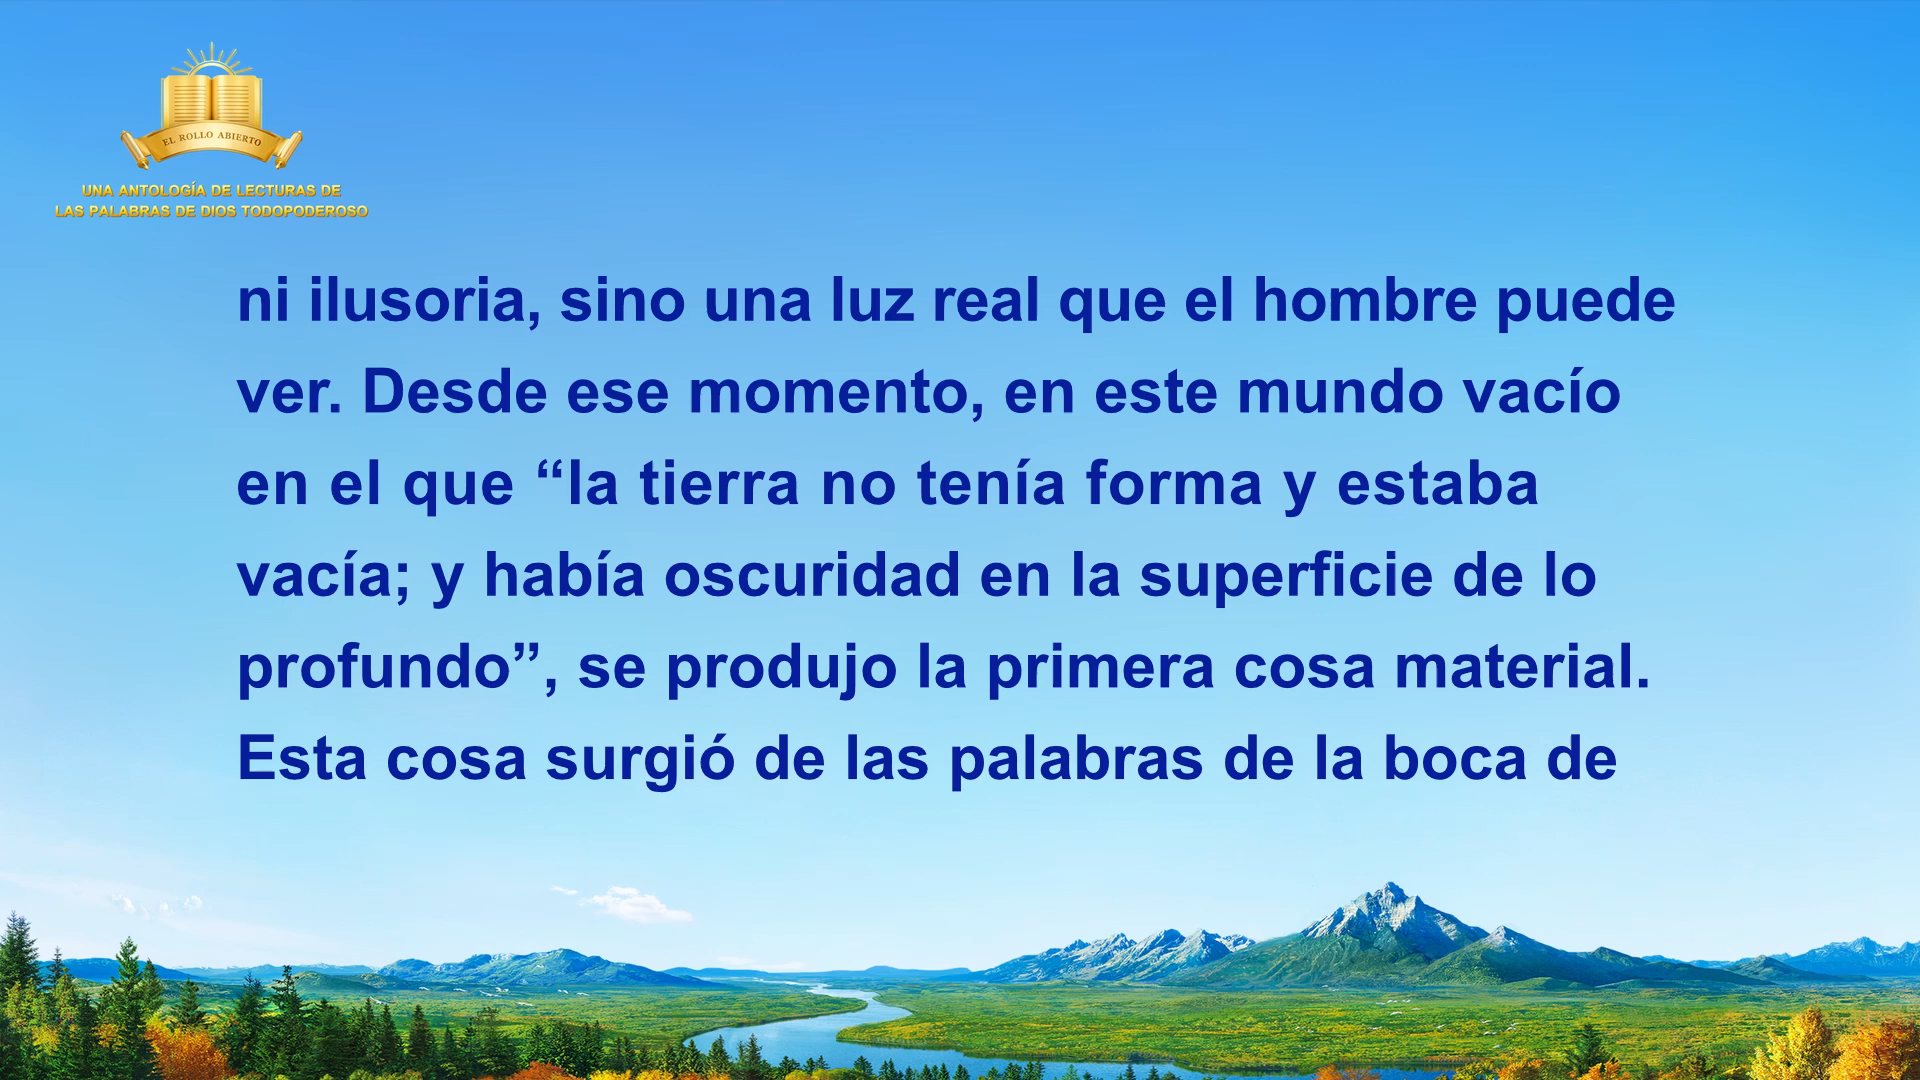 EL ROLLO ABIERTO
UNA ANTOLOGÍA DE LECTURAS DE
LAS PALABRAS DE DIOS TODOPODEROSO
ni ilusoria, sino una luz real que el hombre puede
ver. Desde ese momento, en este mundo vacío
en el que “la tierra no tenía forma y estaba
vacía; y había oscuridad en la superficie de lo
profundo”, se produjo la primera cosa material.
Esta cosa surgió de las palabras de la boca de